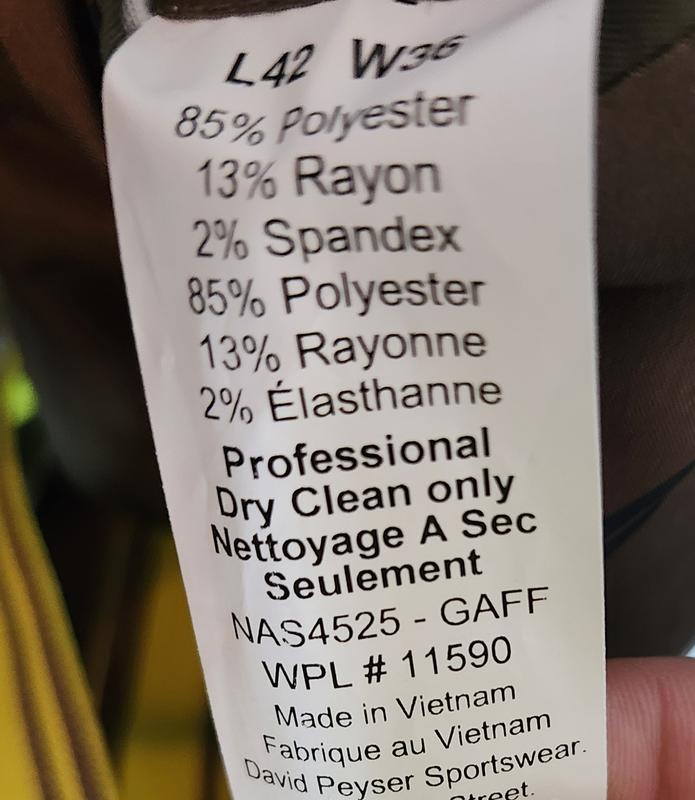 L42 W36
85% Polyester
13% Rayon
2% Spandex
85% Polyester
13% Rayonne
2% Élasthanne
Professional
Dry Clean only
Nettoyage A Sec
Seulement
NAS4525 - GAFF
WPL # 11590
Made in Vietnam
Fabrique au Vietnam
David Peyser Sportswear.
Street.